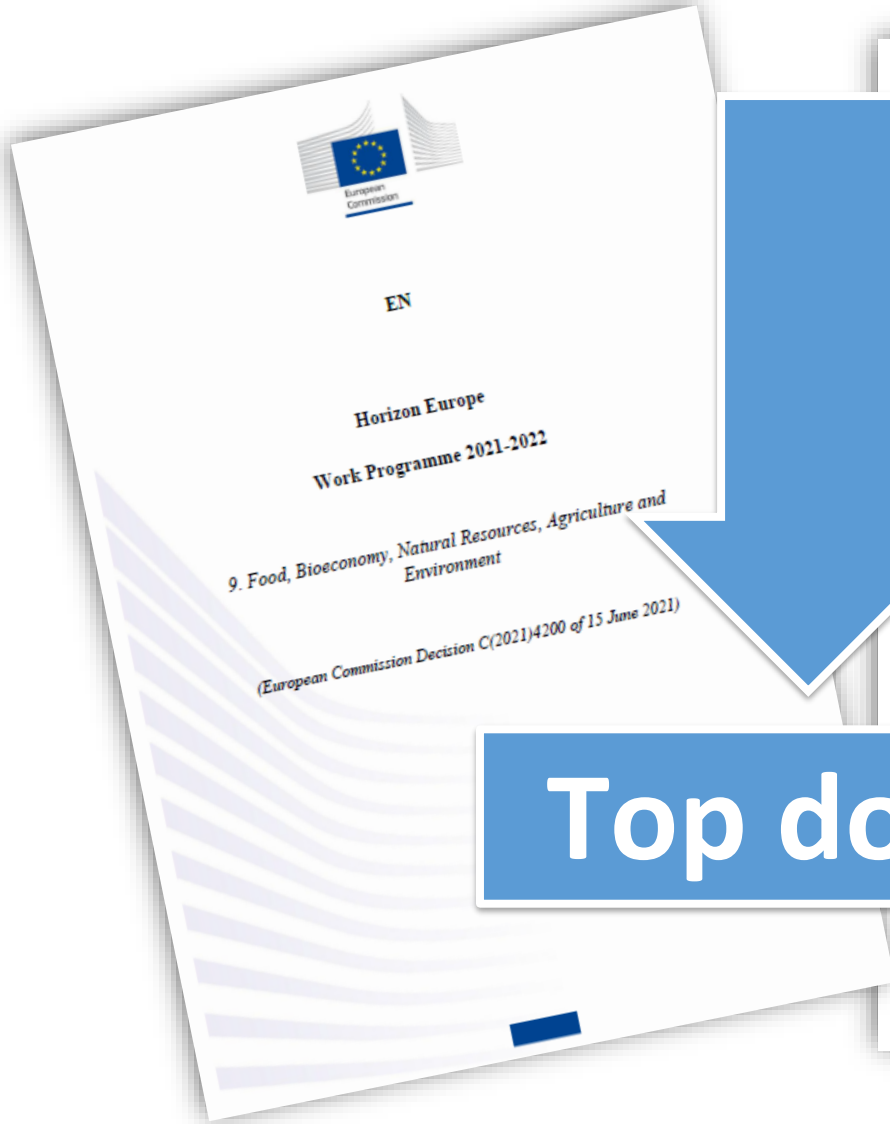 European
Commission
EN
Horizon Europe
Work Programme 2021-2022
9. Food, Bioeconomy, Natural Resources, Agriculture and
Environment
(European Commission Decision C(2021)4200 of 15 June 2021)
Top do